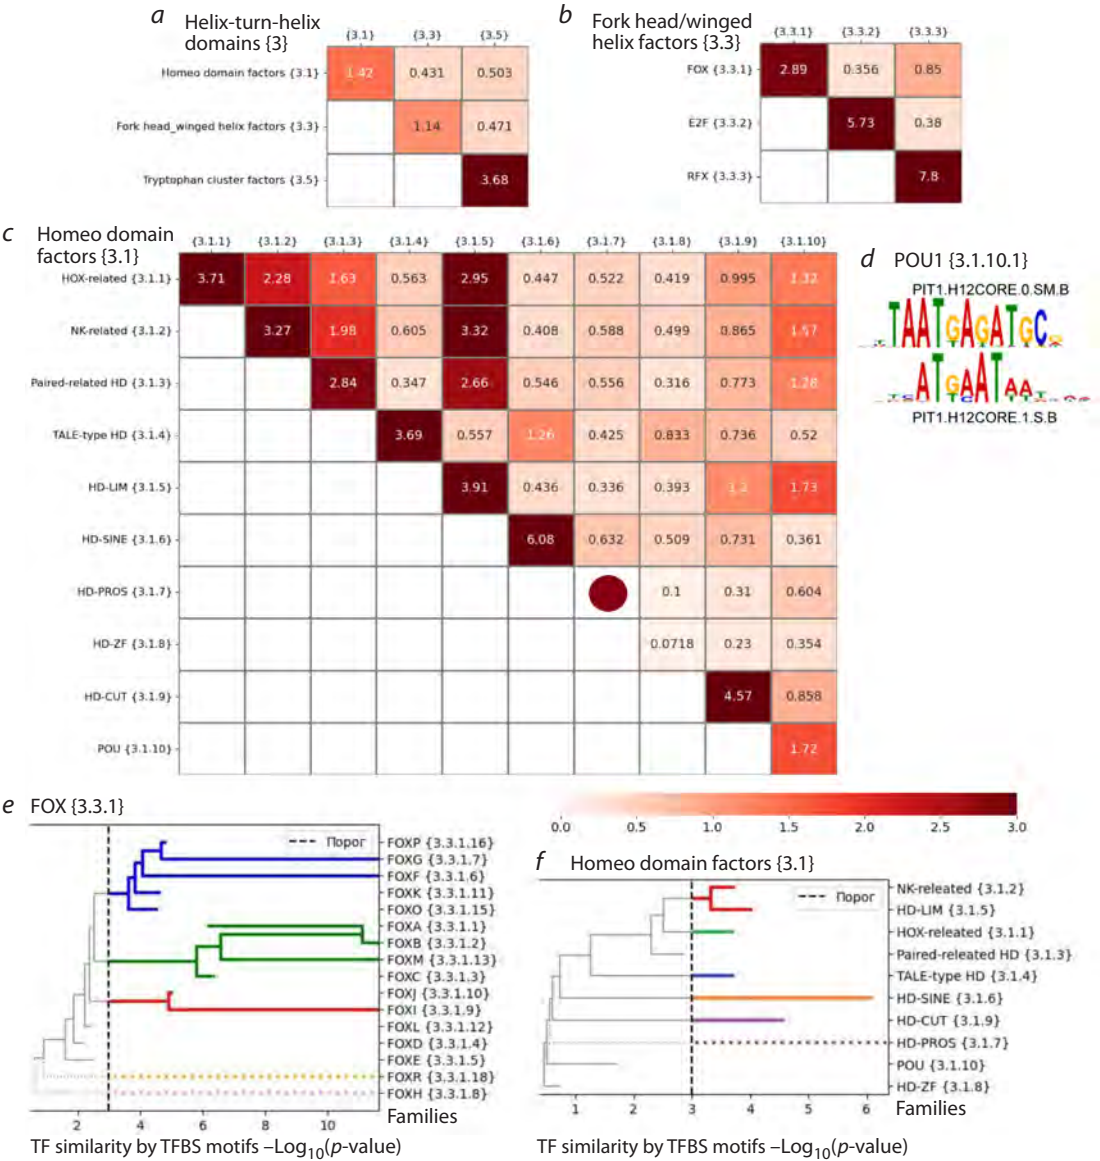 a Helix-turn-helix domains {3}
{3.1} {3.3} {3.5}
Homeo domain factors {3.1} 1.42 0.431 0.503
Fork head_winged helix factors {3.3} 1.14 0.471
Tryptophan cluster factors {3.5} 3.68
b Fork head/winged helix factors {3.3}
{3.3.1} {3.3.2} {3.3.3}
FOX {3.3.1} 2.89 0.356 0.85
E2F {3.3.2} 5.73 0.38
RFX {3.3.3} 7.8
c Homeo domain factors {3.1}
{3.1.1} {3.1.2} {3.1.3} {3.1.4} {3.1.5} {3.1.6} {3.1.7} {3.1.8} {3.1.9} {3.1.10}
HOX-related {3.1.1} 3.71 2.28 1.63 0.563 2.95 0.447 0.522 0.419 0.995 1.32
NK-related {3.1.2} 3.27 1.98 0.605 3.32 0.408 0.588 0.499 0.865 1.57
Paired-related HD {3.1.3} 2.84 0.347 2.66 0.546 0.556 0.316 0.773 1.28
TALE-type HD {3.1.4} 3.69 0.557 1.26 0.425 0.833 0.736 0.52
HD-LIM {3.1.5} 3.91 0.436 0.336 0.393 1.2 1.73
HD-SINE {3.1.6} 6.08 0.632 0.509 0.731 0.361
HD-PROS {3.1.7} 0.1 0.31 0.604
HD-ZF {3.1.8} 0.0718 0.23 0.354
HD-CUT {3.1.9} 4.57 0.858
POU {3.1.10} 1.72
d POU1 {3.1.10.1}
PIT1.H12CORE.0.SM.B
TAATGAGATGC
ATGAATAAT
PIT1.H12CORE.1.S.B
0.0 0.5 1.0 1.5 2.0 2.5 3.0
e FOX {3.3.1}
Порог
FOXP {3.3.1.16}
FOXG {3.3.1.7}
FOXF {3.3.1.6}
FOXK {3.3.1.11}
FOXO {3.3.1.15}
FOXA {3.3.1.1}
FOXB {3.3.1.2}
FOXM {3.3.1.13}
FOXC {3.3.1.3}
FOXJ {3.3.1.10}
FOXI {3.3.1.9}
FOXL {3.3.1.12}
FOXD {3.3.1.4}
FOXE {3.3.1.5}
FOXR {3.3.1.18}
FOXH {3.3.1.8}
2 4 6 8 10
Families
TF similarity by TFBS motifs –Log10(p-value)
f Homeo domain factors {3.1}
Порог
NK-releated {3.1.2}
HD-LIM {3.1.5}
HOX-releated {3.1.1}
Paired-releated HD {3.1.3}
TALE-type HD {3.1.4}
HD-SINE {3.1.6}
HD-CUT {3.1.9}
HD-PROS {3.1.7}
POU {3.1.10}
HD-ZF {3.1.8}
1 2 3 4 5 6
Families
TF similarity by TFBS motifs –Log10(p-value)